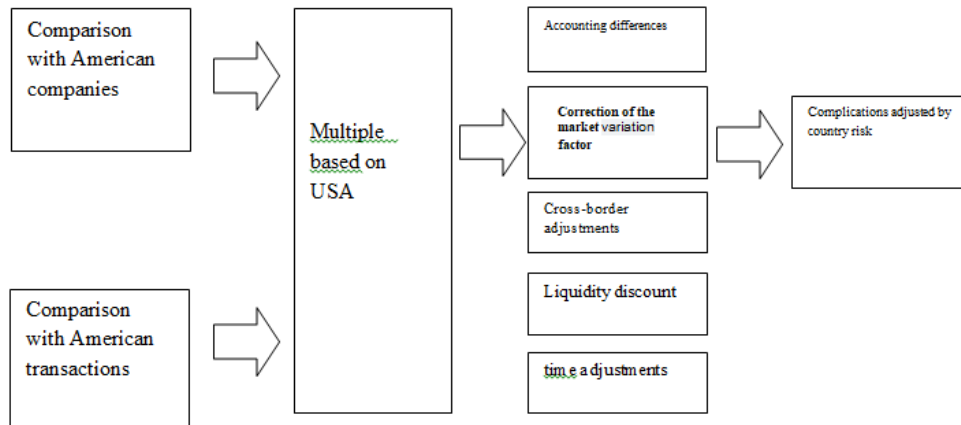 Comparison
with American
companies
Comparison
with American
transactions
Multiple
based on
USA
Accounting differences
Correction of the
market variation
factor
Cross-border
adjustments
Liquidity discount
time adjustments
Complications adjusted by
country risk